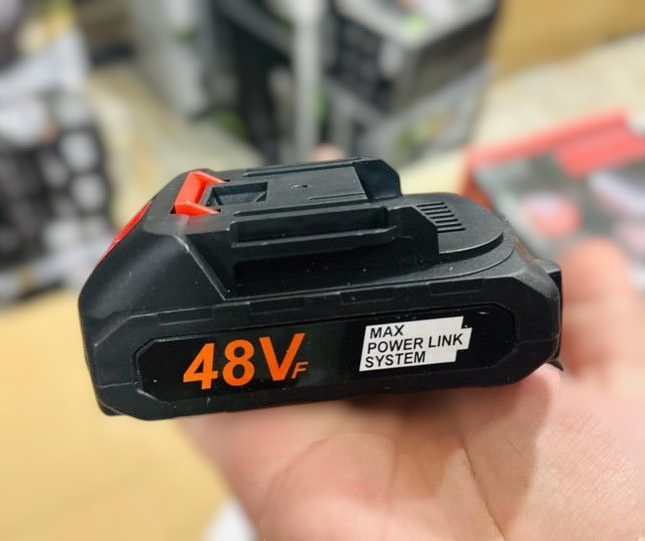 48VF
MAX
POWER LINK
SYSTEM